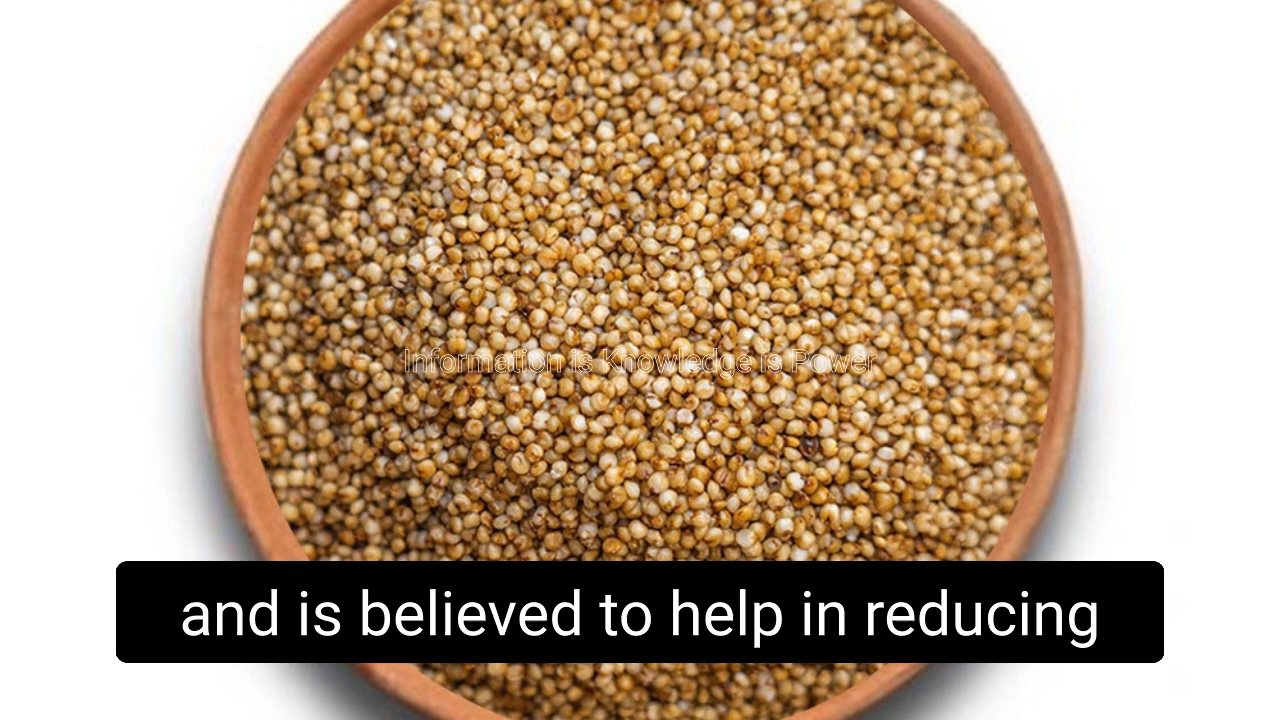 Information is Knowledge is Power
and is believed to help in reducing